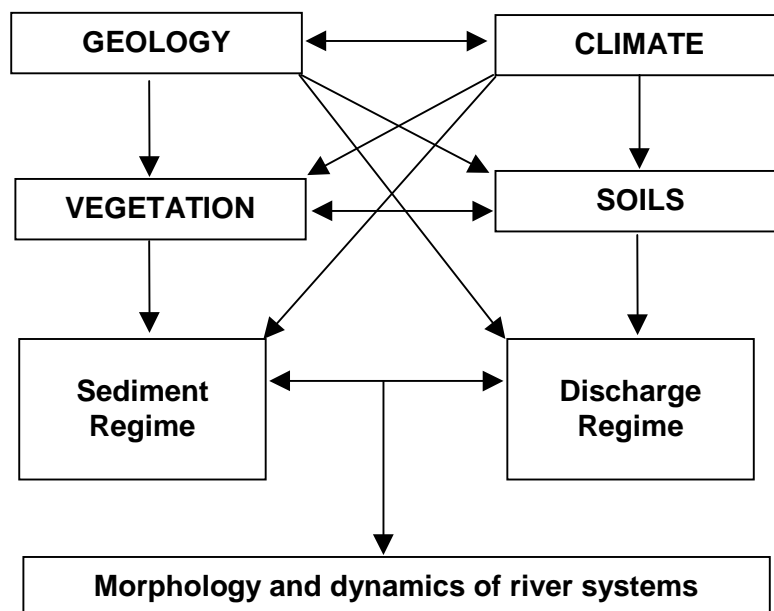 GEOLOGY
CLIMATE
VEGETATION
SOILS
Sediment
Regime
Discharge
Regime
Morphology and dynamics of river systems